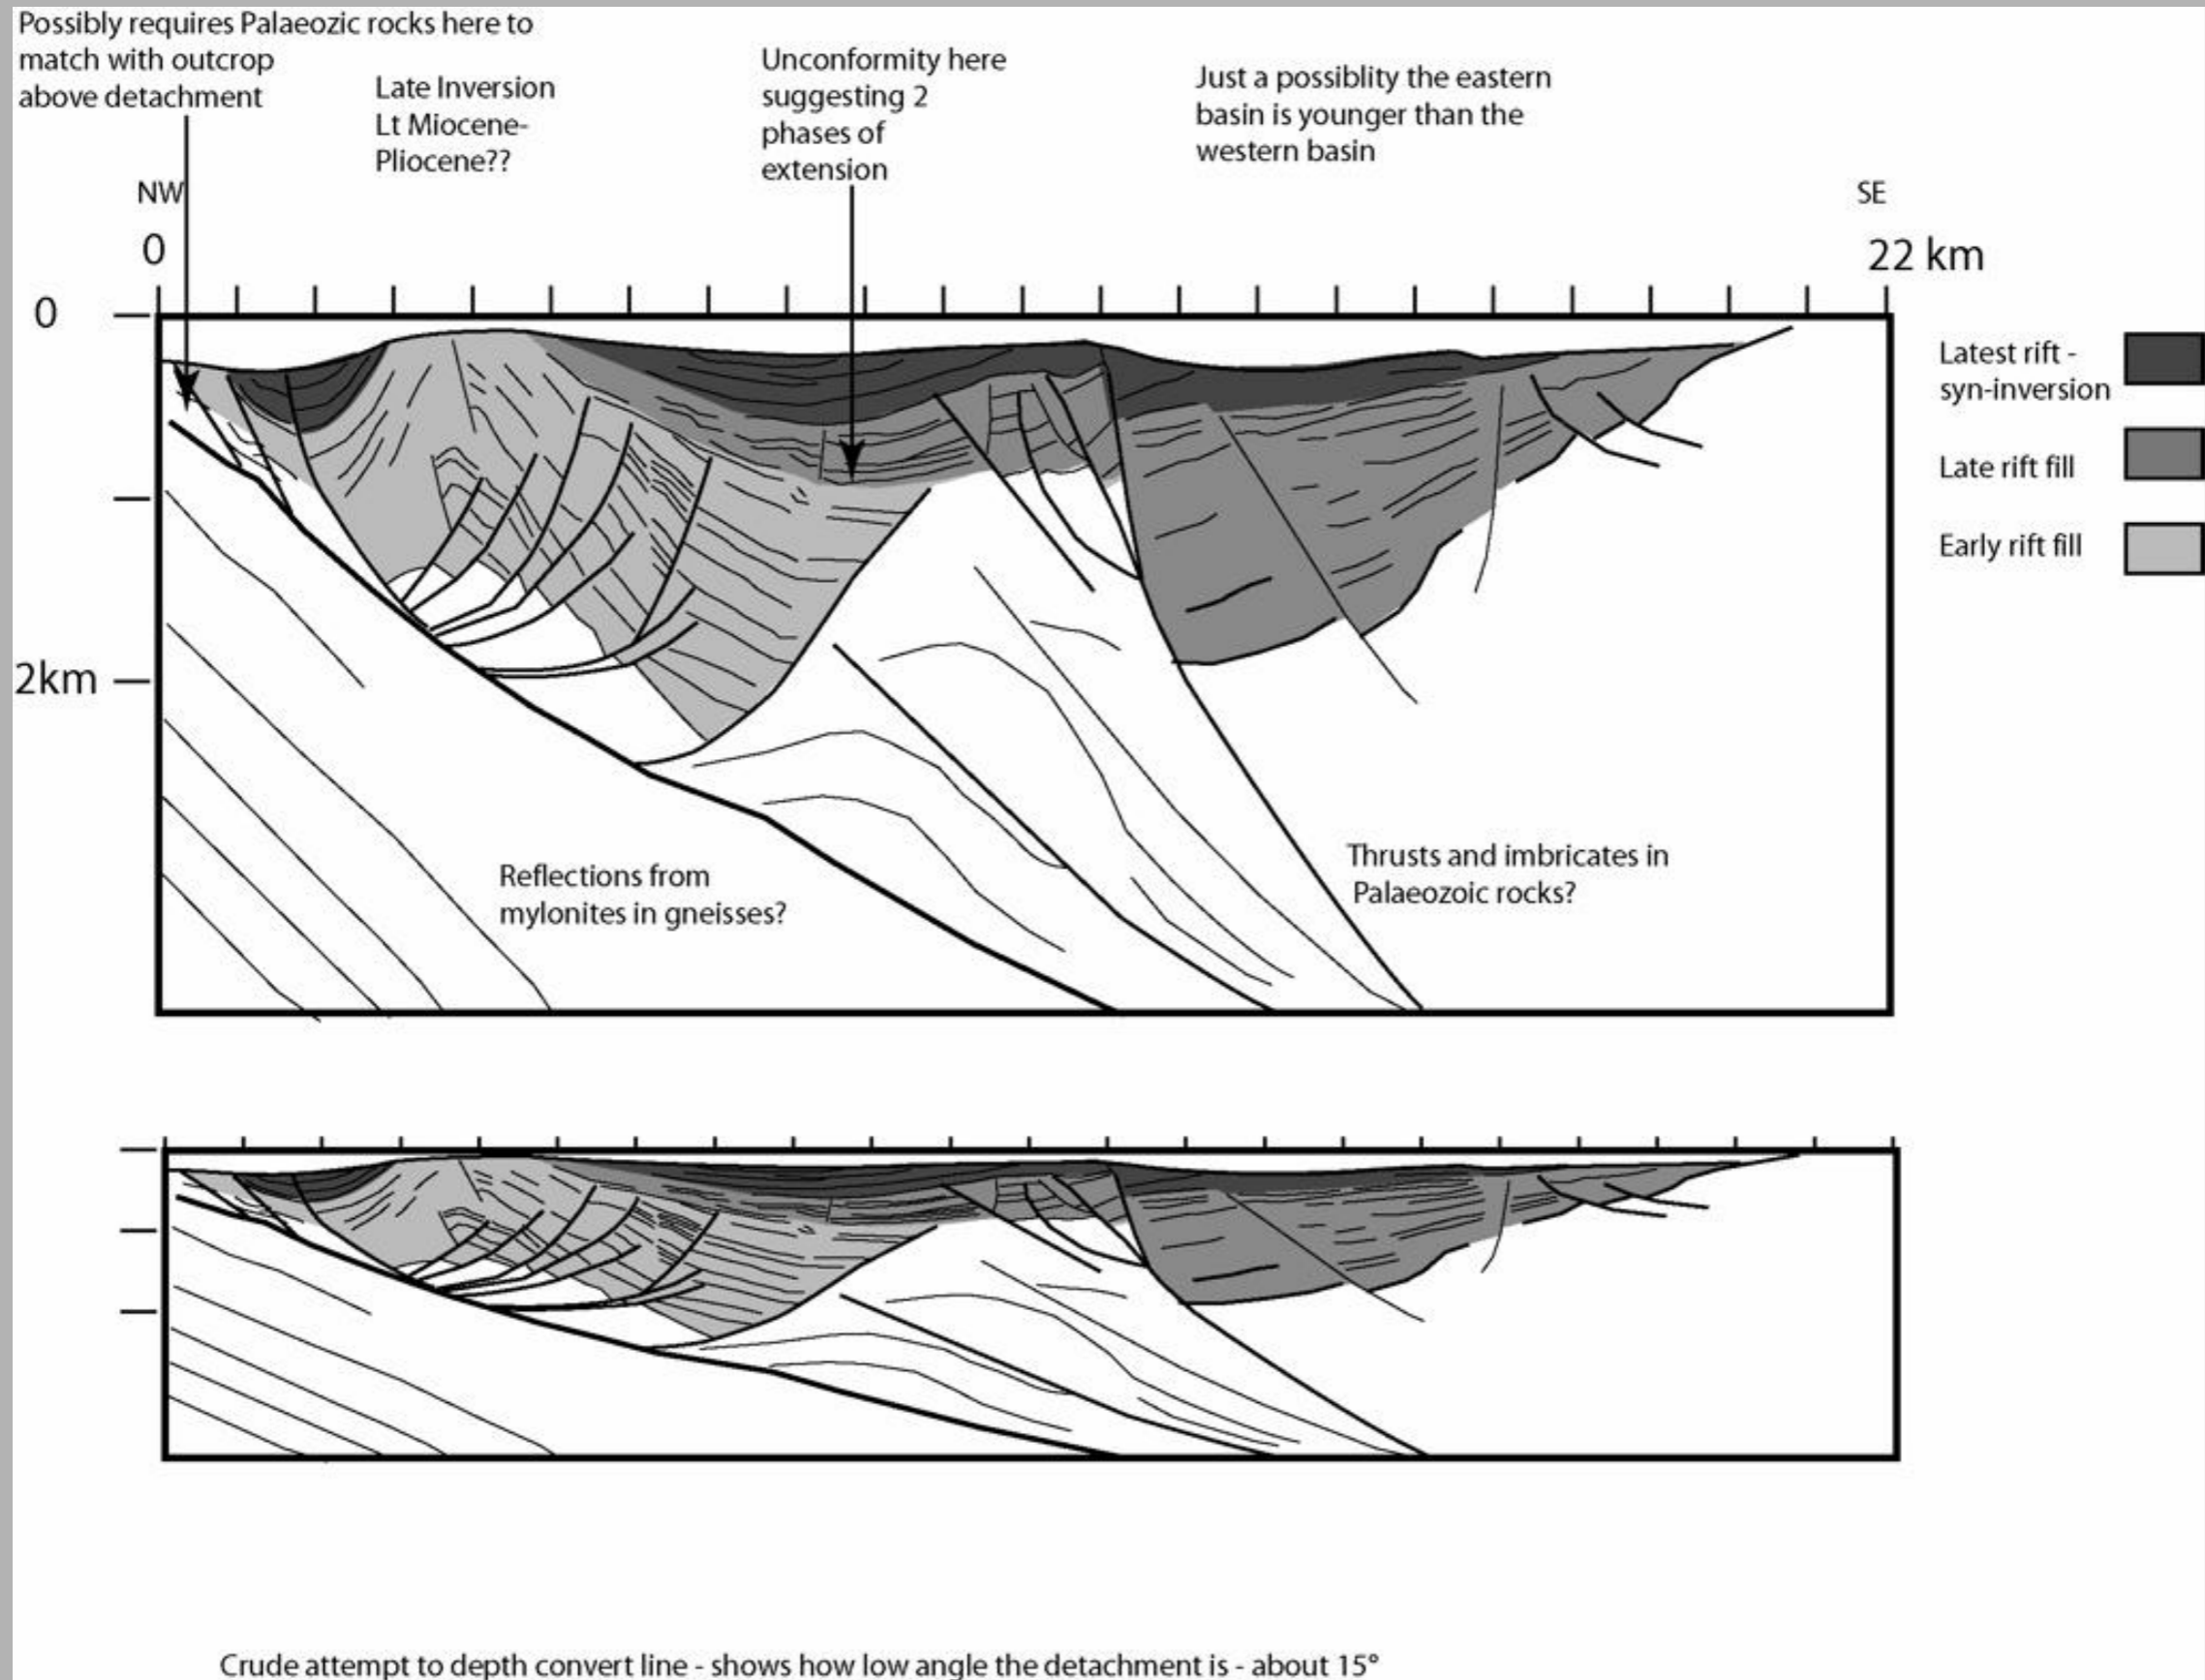 Possibly requires Palaeozic rocks here to
match with outcrop
above detachment
Late Inversion
Lt Miocene-
Pliocene??
Unconformity here
suggesting 2
phases of
extension
Just a possiblity the eastern
basin is younger than the
western basin
NW
SE
0
22 km
0
2km
Latest rift -
syn-inversion
Late rift fill
Early rift fill
Reflections from
mylonites in gneisses?
Thrusts and imbricates in
Palaeozoic rocks?
Crude attempt to depth convert line - shows how low angle the detachment is - about 15°